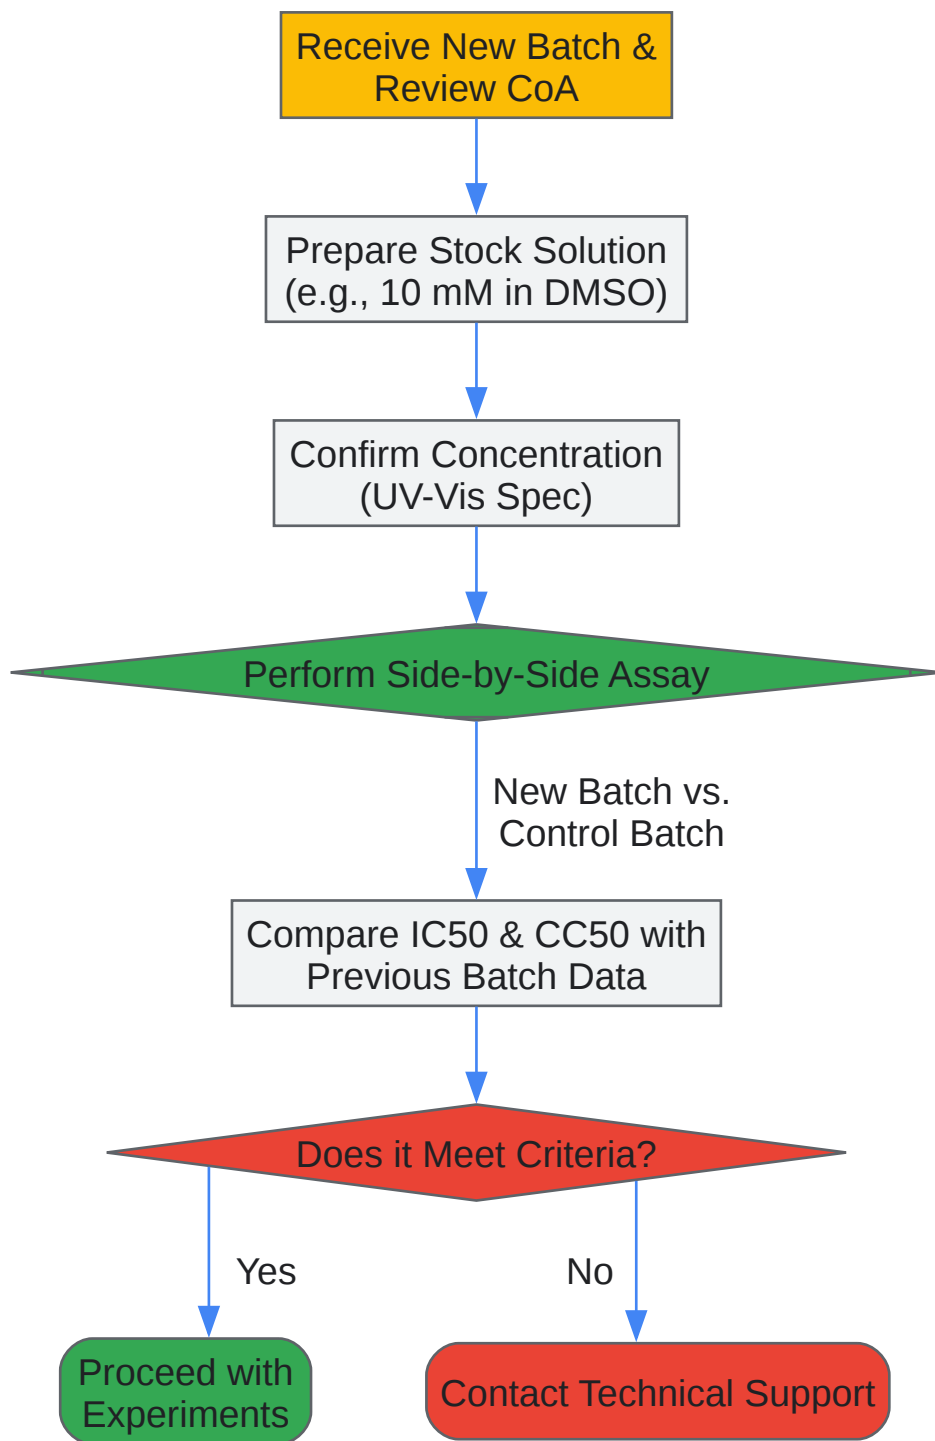 Receive New Batch &
Review CoA
Prepare Stock Solution
(e.g., 10 mM in DMSO)
Confirm Concentration
(UV-Vis Spec)
Perform Side-by-Side Assay
New Batch vs.
Control Batch
Compare IC50 & CC50 with
Previous Batch Data
Does it Meet Criteria?
Yes
No
Proceed with
Experiments
Contact Technical Support